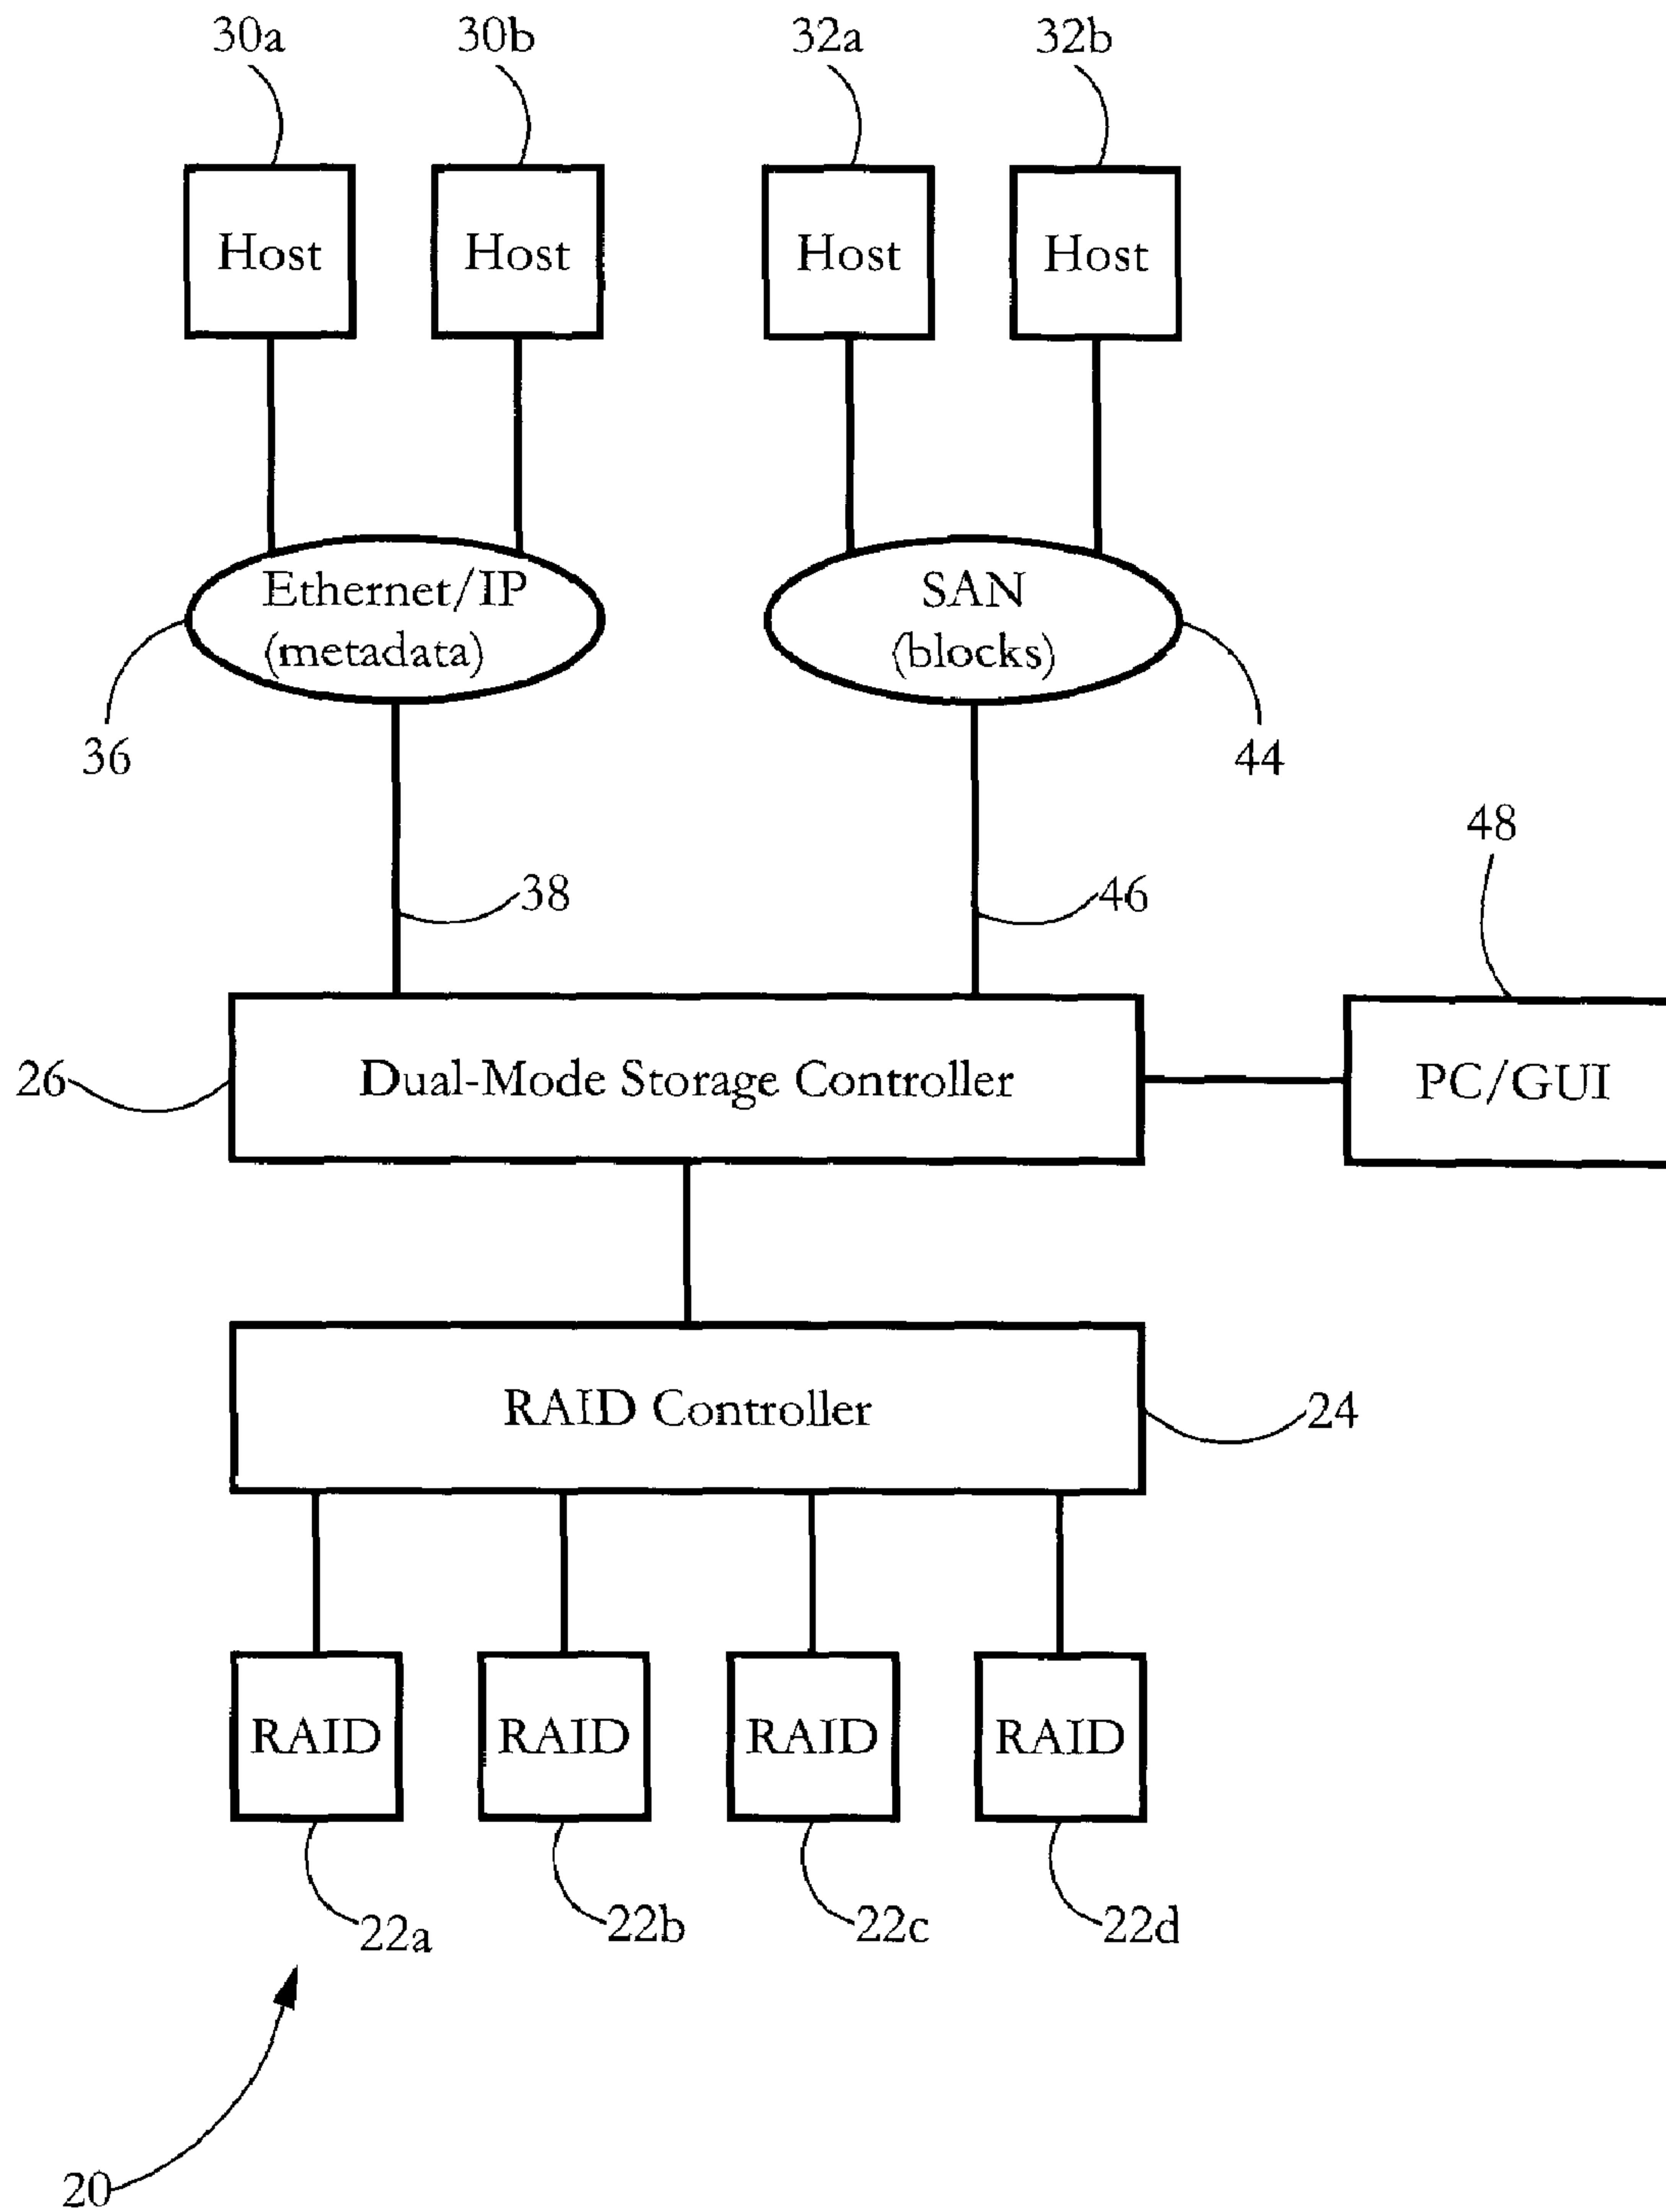 30a 30b 32a 32b
Host Host Host Host
Ethernet/IP
(metadata)
SAN
(blocks)
36
44
48
38
46
26
Dual-Mode Storage Controller
PC/GUI
RAID Controller
24
RAID RAID RAID RAID
22a 22b 22c 22d
20